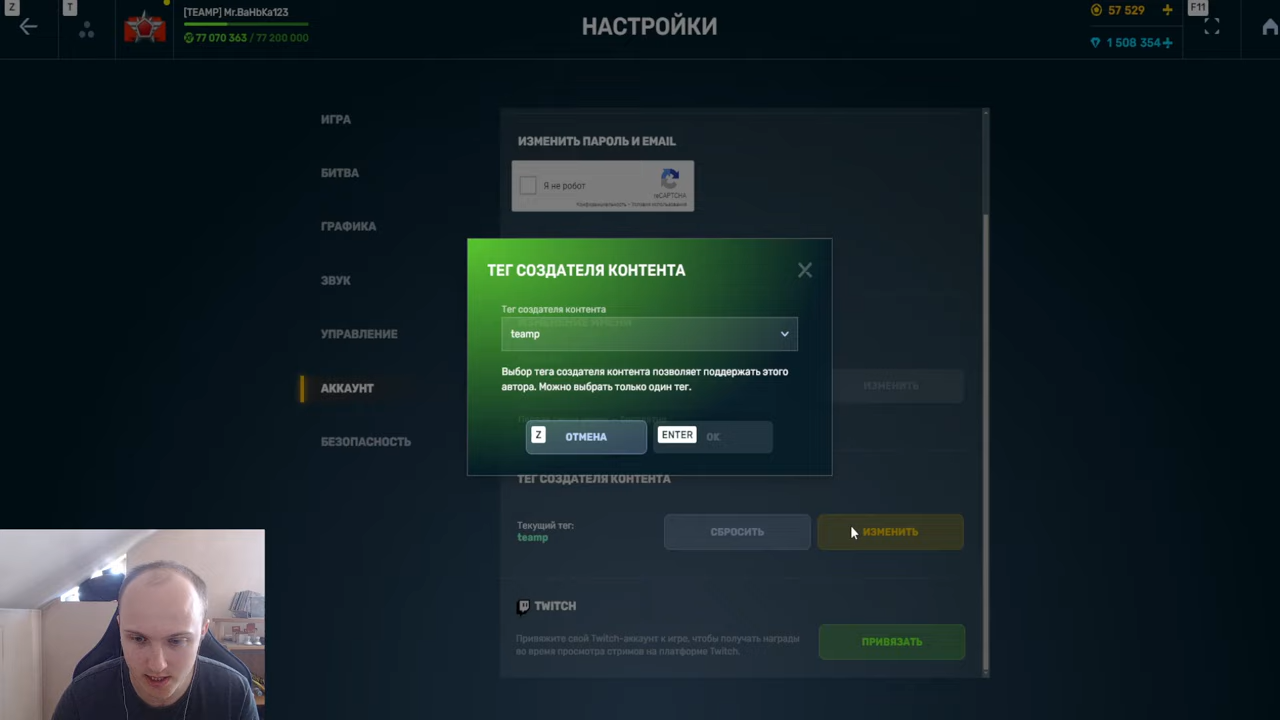 Z
T
[TEAMP] Mr.BaHbKa123
77 070 363 / 77 200 000
НАСТРОЙКИ
57 529 +
1 508 354 +
F11
ИГРА
БИТВА
ГРАФИКА
ЗВУК
УПРАВЛЕНИЕ
АККАУНТ
БЕЗОПАСНОСТЬ
ИЗМЕНИТЬ ПАРОЛЬ И EMAIL
Я не робот
reCAPTCHA
Конфиденциальность - Условия использования
ТЕГ СОЗДАТЕЛЯ КОНТЕНТА
Тег создателя контента
teamp
Выбор тега создателя контента позволяет поддержать этого
автора. Можно выбрать только один тег.
ИЗМЕНИТЬ
Z ОТМЕНА
ENTER ОК
ТЕГ СОЗДАТЕЛЯ КОНТЕНТА
Текущий тег:
teamp
СБРОСИТЬ
ИЗМЕНИТЬ
TWITCH
Привяжите свой Twitch-аккаунт к игре, чтобы получать награды
во время просмотра стримов на платформе Twitch.
ПРИВЯЗАТЬ